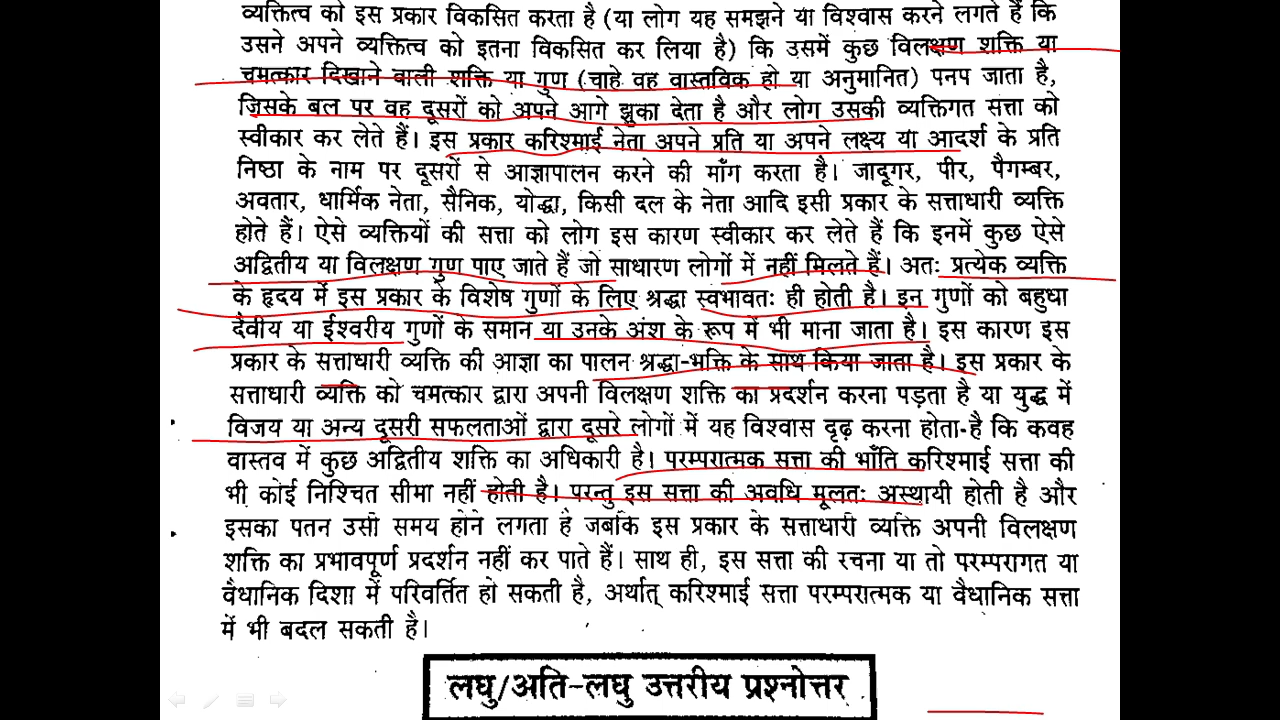 व्यक्तित्व को इस प्रकार विकसित करता है (या लोग यह समझने या विश्वास करने लगते हैं कि
उसने अपने व्यक्तित्व को इतना विकसित कर लिया है) कि उसमें कुछ विलक्षण शक्ति या
चमत्कार दिखाने वाली शक्ति या गुण (चाहे वह वास्तविक हो या अनुमानित) पनप जाता है,
जिसके बल पर वह दूसरों को अपने आगे झुका देता है और लोग उसकी व्यक्तिगत सत्ता को
स्वीकार कर लेते हैं। इस प्रकार करिश्माई नेता अपने प्रति या अपने लक्ष्य या आदर्श के प्रति
निष्ठा के नाम पर दूसरों से आज्ञापालन करने की माँग करता है। जादूगर, पीर, पैगम्बर,
अवतार, धार्मिक नेता, सैनिक, योद्धा, किसी दल के नेता आदि इसी प्रकार के सत्ताधारी व्यक्ति
होते हैं। ऐसे व्यक्तियों की सत्ता को लोग इस कारण स्वीकार कर लेते हैं कि इनमें कुछ ऐसे
अद्वितीय या विलक्षण गुण पाए जाते हैं जो साधारण लोगों में नहीं मिलते हैं। अतः प्रत्येक व्यक्ति
के हृदय में इस प्रकार के विशेष गुणों के लिए श्रद्धा स्वभावतः ही होती है। इन गुणों को बहुधा
दैवीय या ईश्वरीय गुणों के समान या उनके अंश के रूप में भी माना जाता है। इस कारण इस
प्रकार के सत्ताधारी व्यक्ति की आज्ञा का पालन श्रद्धा-भक्ति के साथ किया जाता है। इस प्रकार के
सत्ताधारी व्यक्ति को चमत्कार द्वारा अपनी विलक्षण शक्ति का प्रदर्शन करना पड़ता है या युद्ध में
विजय या अन्य दूसरी सफलताओं द्वारा दूसरे लोगों में यह विश्वास दृढ़ करना होता-है कि कवह
वास्तव में कुछ अद्वितीय शक्ति का अधिकारी है। परम्परात्मक सत्ता की भाँति करिश्माई सत्ता की
भी कोई निश्चित सीमा नहीं होती है। परन्तु इस सत्ता की अवधि मूलतः अस्थायी होती है और
इसका पतन उसी समय होने लगता है जबकि इस प्रकार के सत्ताधारी व्यक्ति अपनी विलक्षण
शक्ति का प्रभावपूर्ण प्रदर्शन नहीं कर पाते हैं। साथ ही, इस सत्ता की रचना या तो परम्परागत या
वैधानिक दिशा में परिवर्तित हो सकती है, अर्थात् करिश्माई सत्ता परम्परात्मक या वैधानिक सत्ता
में भी बदल सकती है।
लघु/अति-लघु उत्तरीय प्रश्नोत्तर